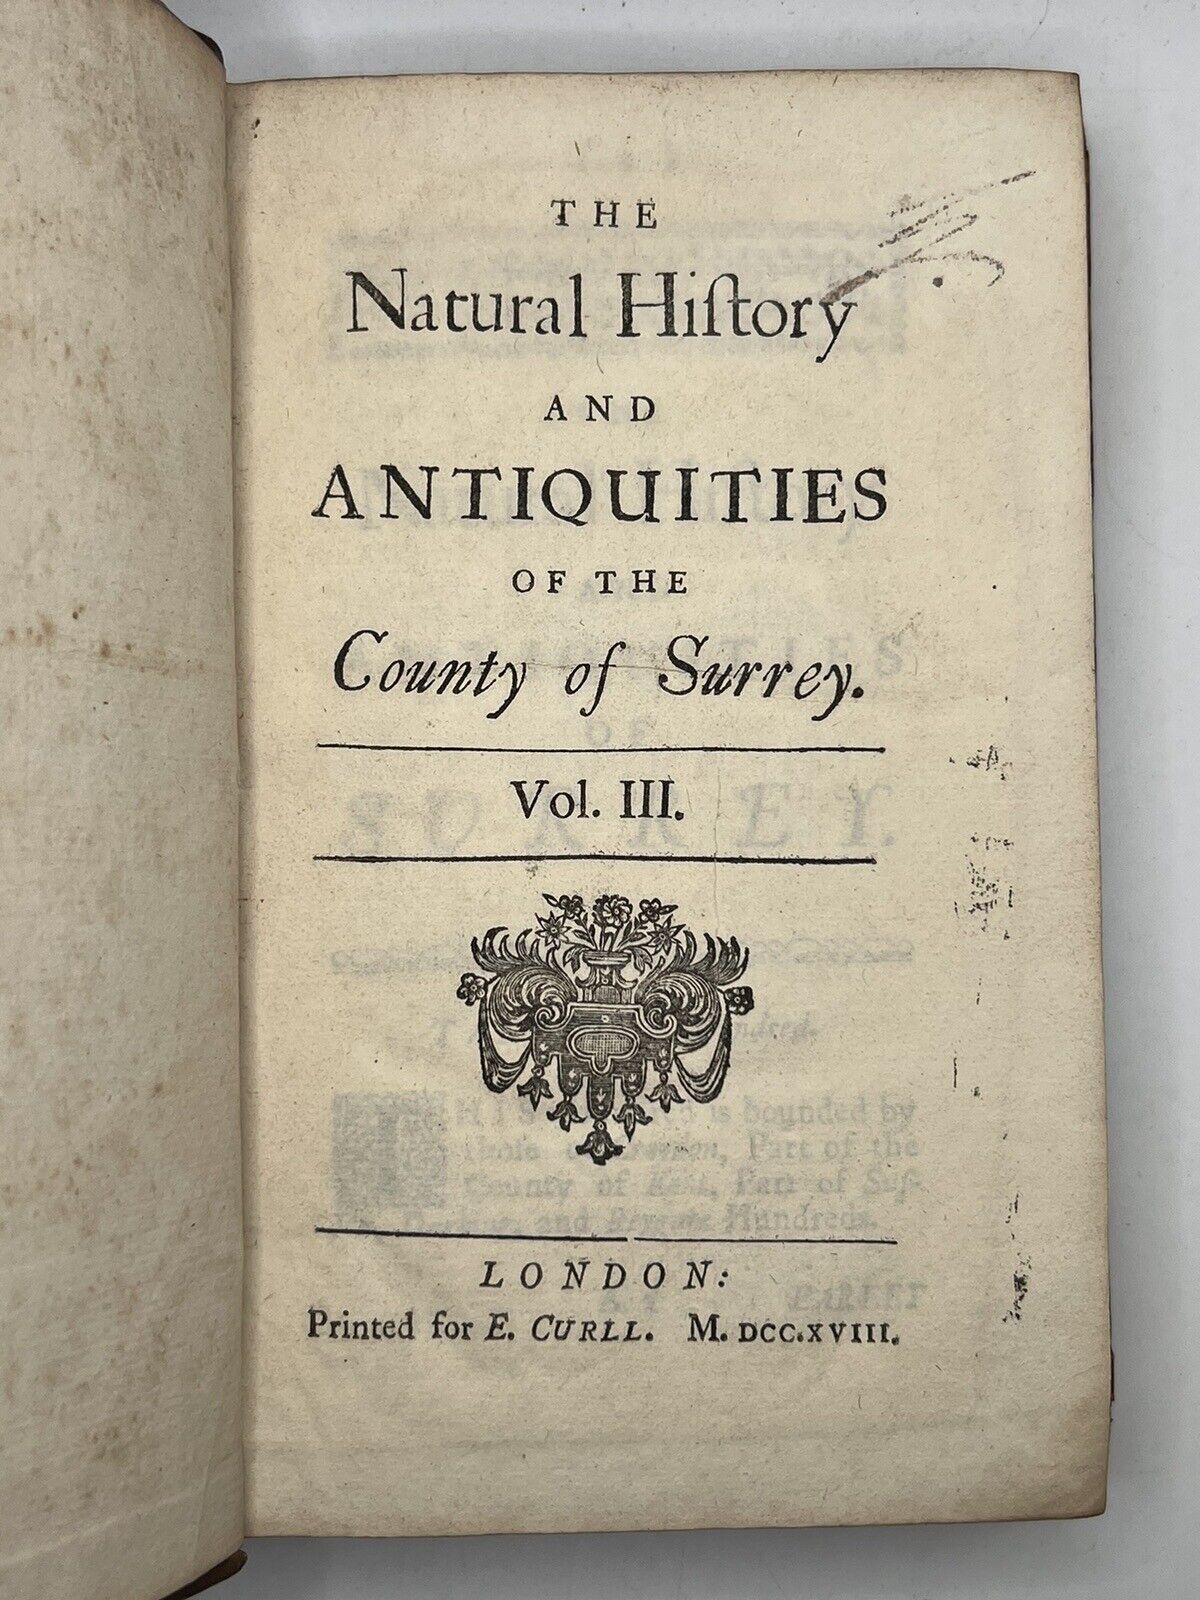 THE
Natural Hiſtory
AND
ANTIQUITIES
OF THE
County of Surrey.
Vol. III.
LONDON:
Printed for E. CURLL. M. DCC.XVIII.